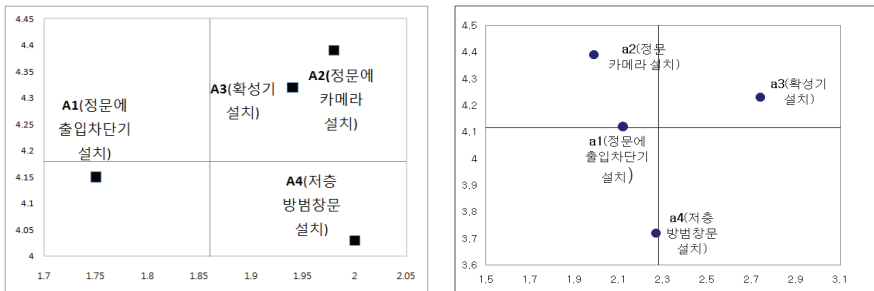 4.45
4.4
4.35
4.3
4.25
4.2
4.15
4.1
4.05
4
1.7
1.75
1.8
1.85
1.9
1.95
2
2.05
A1(정문에
출입차단기
설치)
A3(확성기
설치)
A2(정문에
카메라
설치)
A4(저층
방범창문
설치)
4,5
4,4
4,3
4,2
4,1
4
3,9
3,8
3,7
3,6
1,5
1,7
1,9
2,1
2,3
2,5
2,7
2,9
3,1
a2(정문
카메라 설치)
a3(확성기
설치)
a1(정문에
출입차단기
설치)
a4(저층
방범창문
설치)